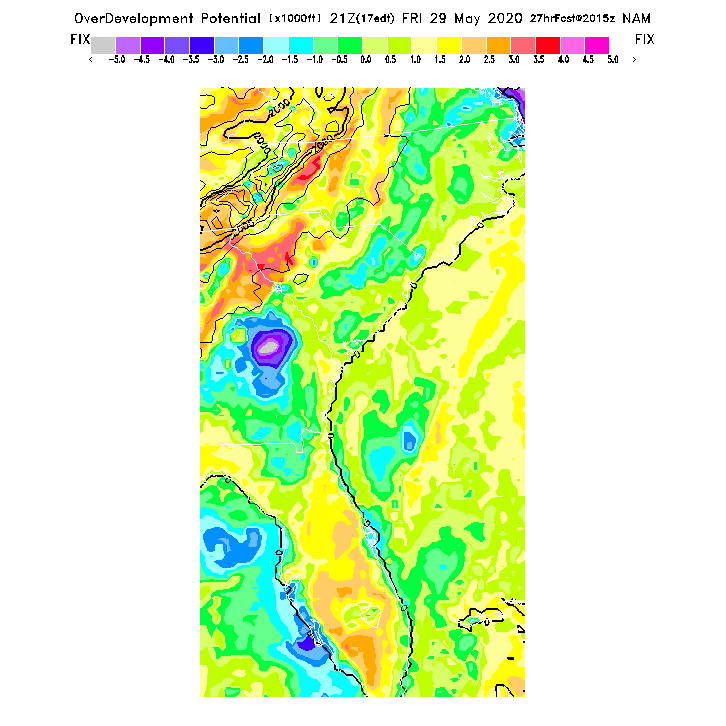 OverDevelopment Potential [x1000ft] 21Z(17edt) FRI 29 May 2020 27hrFcst@2015z NAM
FIX FIX
< -5.0 -4.5 -4.0 -3.5 -3.0 -2.5 -2.0 -1.5 -1.0 -0.5 0.0 0.5 1.0 1.5 2.0 2.5 3.0 3.5 4.0 4.5 5.0 >
2000
2000